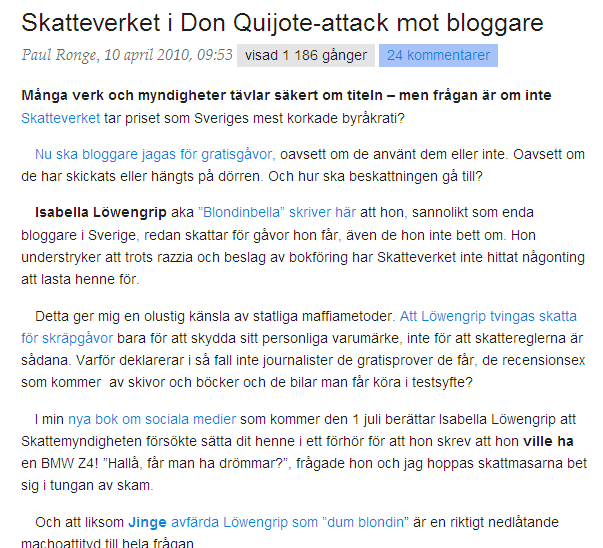 Skatteverket i Don Quijote-attack mot bloggare
Paul Ronge, 10 april 2010, 09:53 visad 1 186 gånger 24 kommentarer
Många verk och myndigheter tävlar säkert om titeln – men frågan är om inte
Skatteverket tar priset som Sveriges mest korkade byråkrati?
Nu ska bloggare jagas för gratisgåvor, oavsett om de använt dem eller inte. Oavsett om
de har skickats eller hängts på dörren. Och hur ska beskattningen gå till?
Isabella Löwengrip aka ”Blondinbella” skriver här att hon, sannolikt som enda
bloggare i Sverige, redan skattar för gåvor hon får, även de hon inte bett om. Hon
understryker att trots razzia och beslag av bokföring har Skatteverket inte hittat någonting
att lasta henne för.
Detta ger mig en olustig känsla av statliga maffiametoder. Att Löwengrip tvingas skatta
för skräpgåvor bara för att skydda sitt personliga varumärke, inte för att skattereglerna är
sådana. Varför deklarerar i så fall inte journalister de gratisprover de får, de recensionsex
som kommer av skivor och böcker och de bilar man får köra i testsyfte?
I min nya bok om sociala medier som kommer den 1 juli berättar Isabella Löwengrip att
Skattemyndigheten försökte sätta dit henne i ett förhör för att hon skrev att hon ville ha
en BMW Z4! ”Hallå, får man ha drömmar?”, frågade hon och jag hoppas skattmasarna bet
sig i tungan av skam.
Och att liksom Jinge avfärda Löwengrip som ”dum blondin” är en riktigt nedlåtande
machoattityd till hela frågan